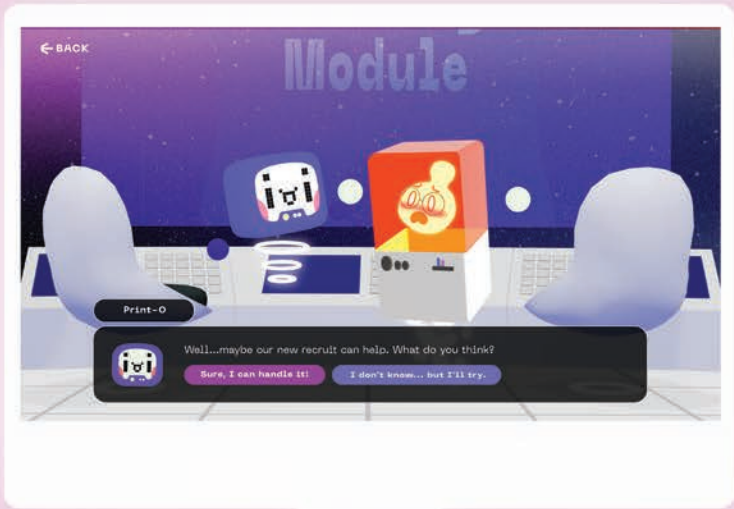 BACK
Module
Print-O
Well...maybe our new recruit can help. What do you think?
Sure, I can handle it!
I don't know... but I'll try.